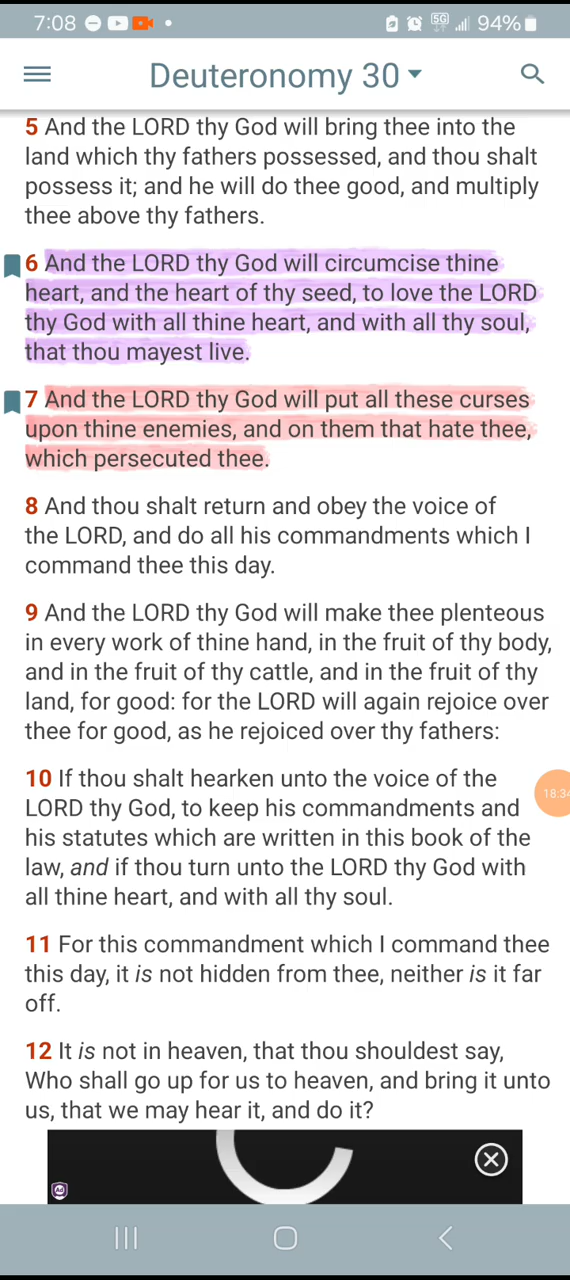 7:08 5G 94%
Deuteronomy 30
5 And the LORD thy God will bring thee into the
land which thy fathers possessed, and thou shalt
possess it; and he will do thee good, and multiply
thee above thy fathers.
6 And the LORD thy God will circumcise thine
heart, and the heart of thy seed, to love the LORD
thy God with all thine heart, and with all thy soul,
that thou mayest live.
7 And the LORD thy God will put all these curses
upon thine enemies, and on them that hate thee,
which persecuted thee.
8 And thou shalt return and obey the voice of
the LORD, and do all his commandments which I
command thee this day.
9 And the LORD thy God will make thee plenteous
in every work of thine hand, in the fruit of thy body,
and in the fruit of thy cattle, and in the fruit of thy
land, for good: for the LORD will again rejoice over
thee for good, as he rejoiced over thy fathers:
10 If thou shalt hearken unto the voice of the
LORD thy God, to keep his commandments and
18:34
his statutes which are written in this book of the
law, and if thou turn unto the LORD thy God with
all thine heart, and with all thy soul.
11 For this commandment which I command thee
this day, it is not hidden from thee, neither is it far
off.
12 It is not in heaven, that thou shouldest say,
Who shall go up for us to heaven, and bring it unto
us, that we may hear it, and do it?
Ad